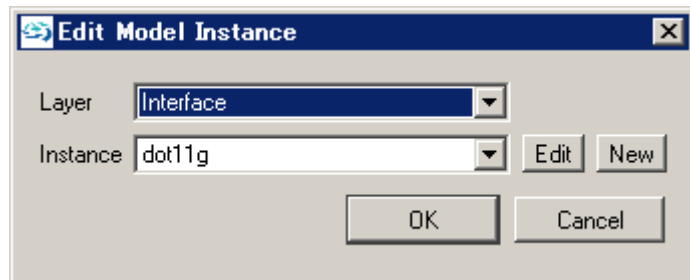 Edit Model Instance
Layer Interface
Instance dot11g Edit New
OK Cancel